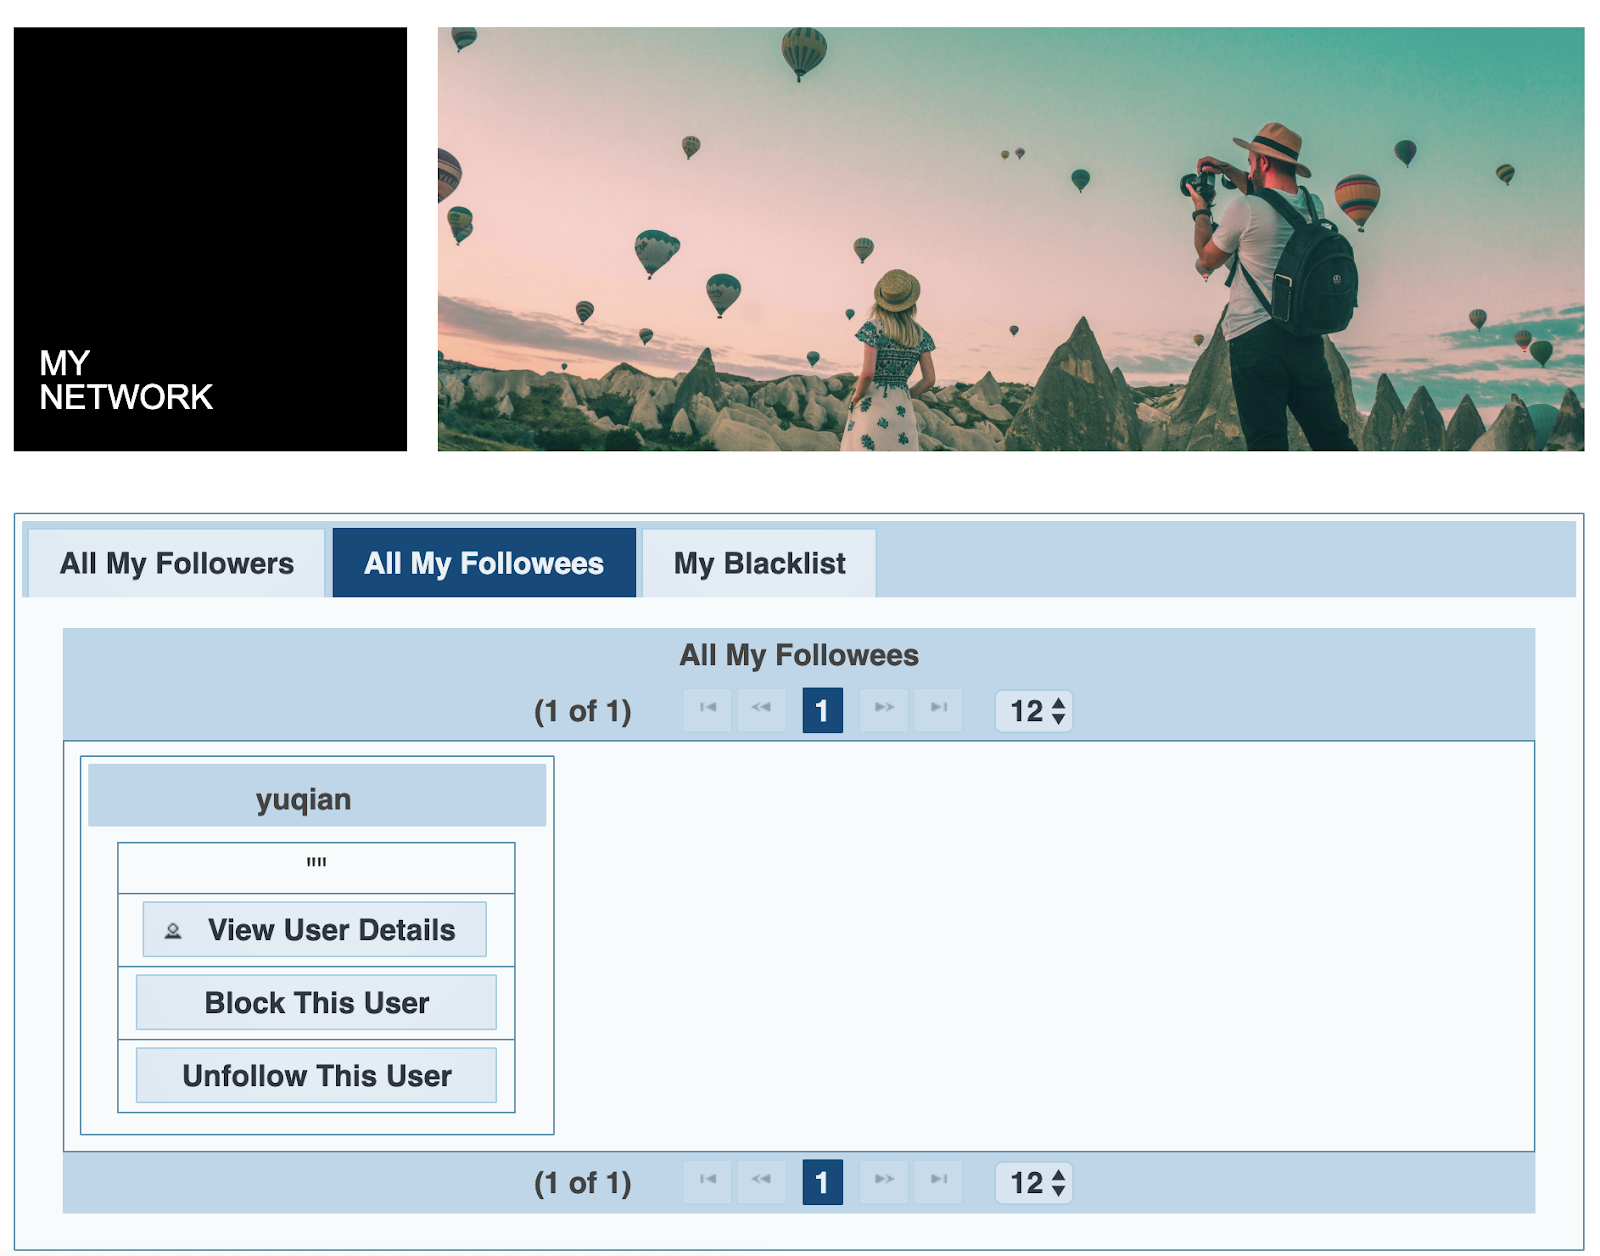 MY
NETWORK
All My Followers All My Followees My Blacklist
All My Followees
(1 of 1) 1 12
yuqian
""
View User Details
Block This User
Unfollow This User
(1 of 1) 1 12